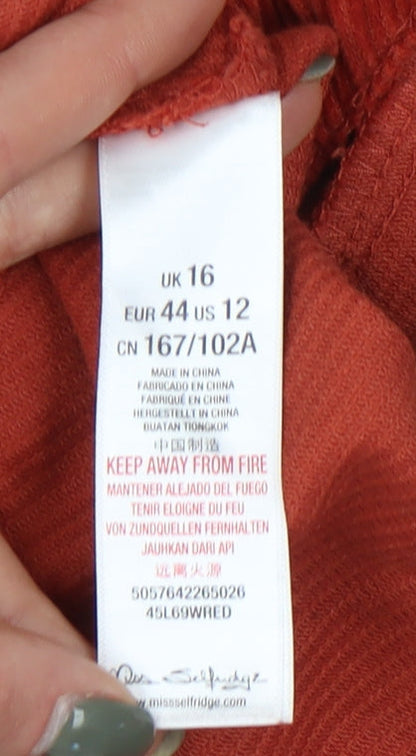 UK 16
EUR 44 US 12
CN 167/102A
MADE IN CHINA
FABRICADO EN CHINA
FABRIQUÉ EN CHINE
HERGESTELLT IN CHINA
BUATAN TIONGKOK
中国制造
KEEP AWAY FROM FIRE
MANTENER ALEJADO DEL FUEGO
TENIR ELOIGNE DU FEU
VON ZUNDQUELLEN FERNHALTEN
JAUHKAN DARI API
远离火源
5057642265026
45L69WRED
Miss Selfridge
w.missselfridge.com